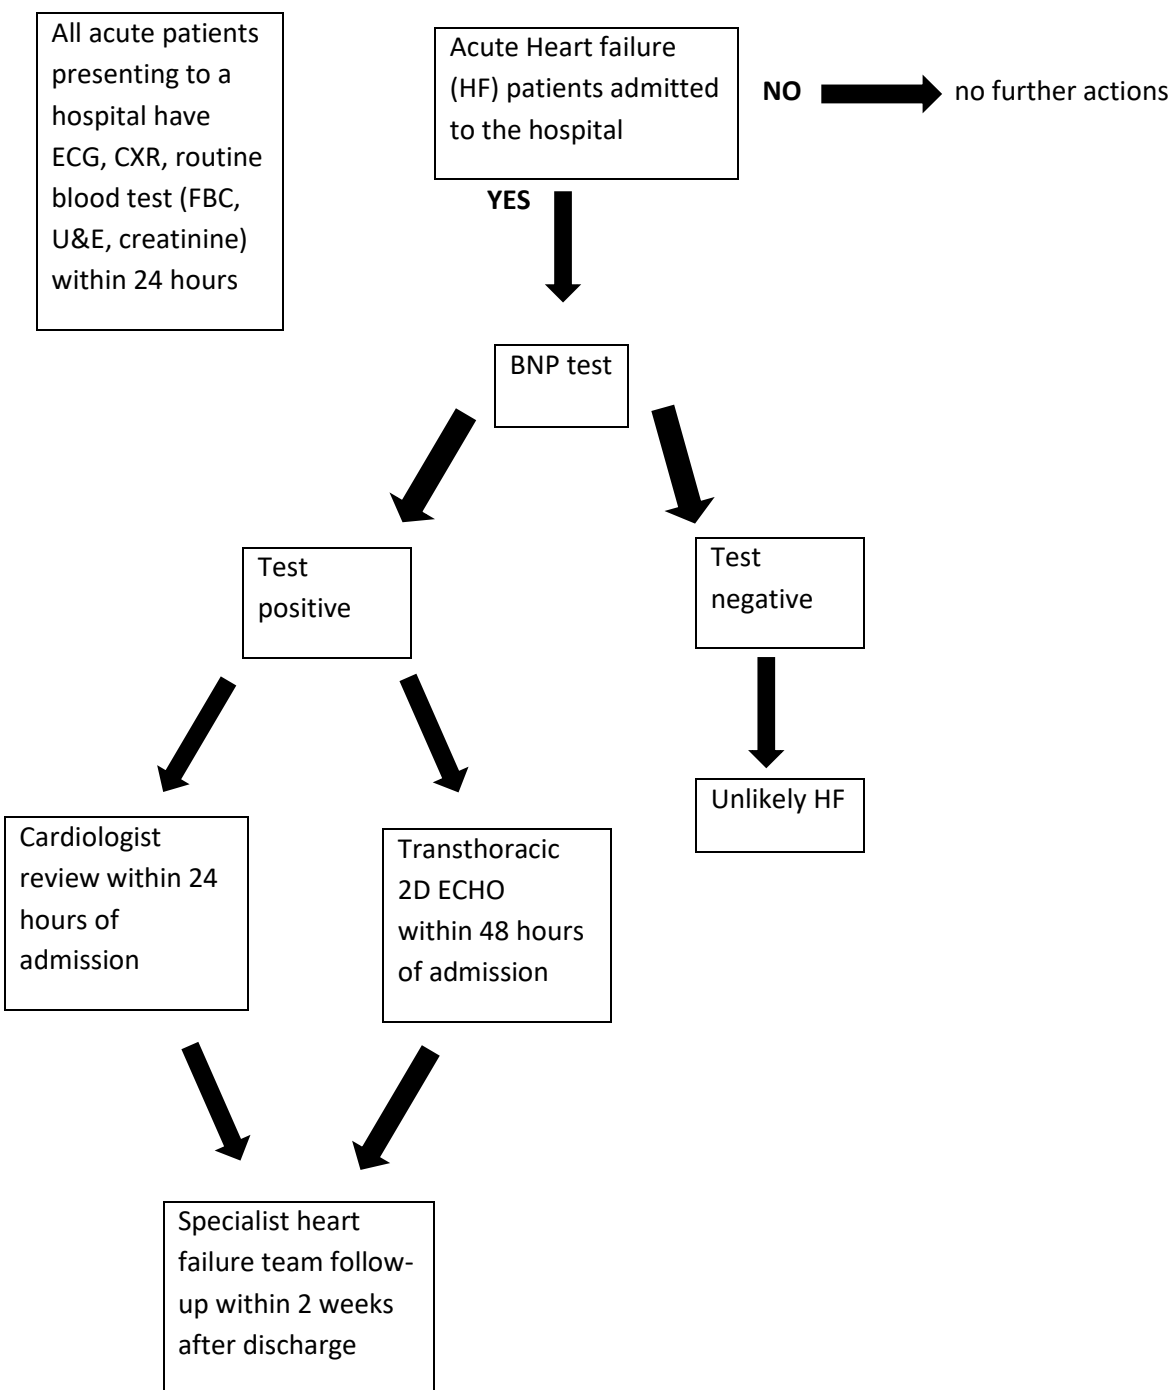 All acute patients
presenting to a
hospital have
ECG, CXR, routine
blood test (FBC,
U&E, creatinine)
within 24 hours
Acute Heart failure
(HF) patients admitted
to the hospital
NO
no further actions
YES
BNP test
Test
positive
Test
negative
Cardiologist
review within 24
hours of
admission
Transthoracic
2D ECHO
within 48 hours
of admission
Unlikely HF
Specialist heart
failure team follow-
up within 2 weeks
after discharge